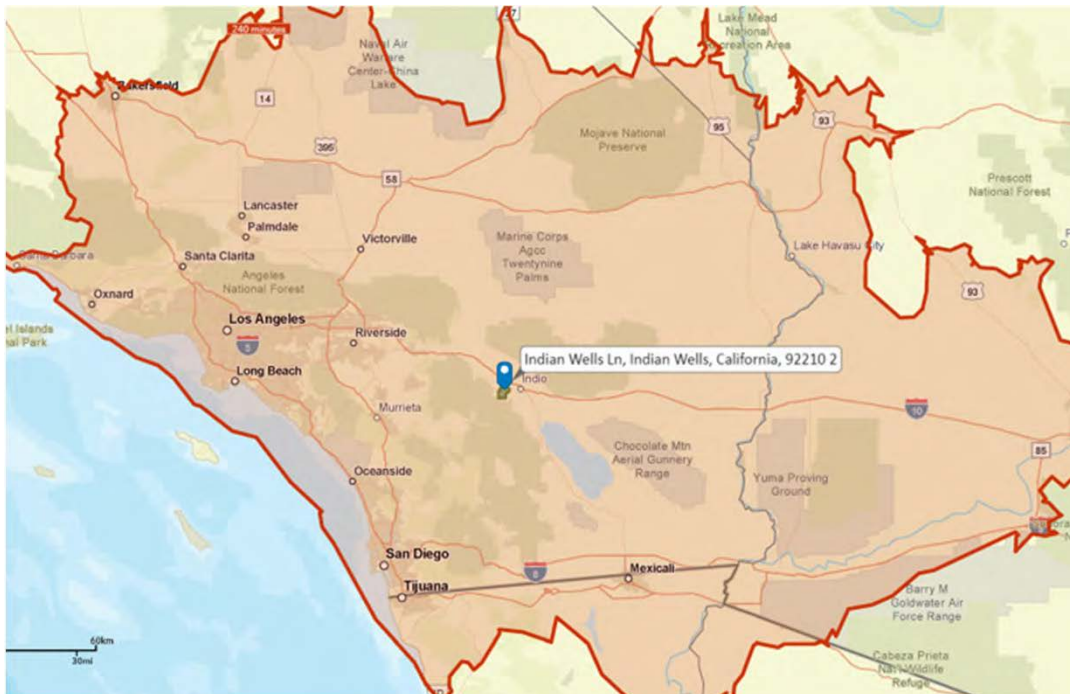 240 minutes
27
Naval Air
Warfare
Center-China
Lake
Lake Mead
National
Recreation Area
14
395
58
95
93
Mojave National
Preserve
Prescott
National Forest
Lancaster
Palmdale
Victorville
Santa Clarita
Angeles
National Forest
Marine Corps
Agcc
Twentynine
Palms
Lake Havasu City
93
Oxnard
Los Angeles
Riverside
5
Long Beach
Indian Wells Ln, Indian Wells, California, 92210 2
Indio
10
Murrieta
Chocolate Mtn
Aerial Gunnery
Range
85
Oceanside
Yuma Proving
Ground
San Diego
8
Mexicali
Tijuana
Barry M
Goldwater Air
Force Range
Cabeza Prieta
Nat'l Wildlife
Refuge
60km
30mi